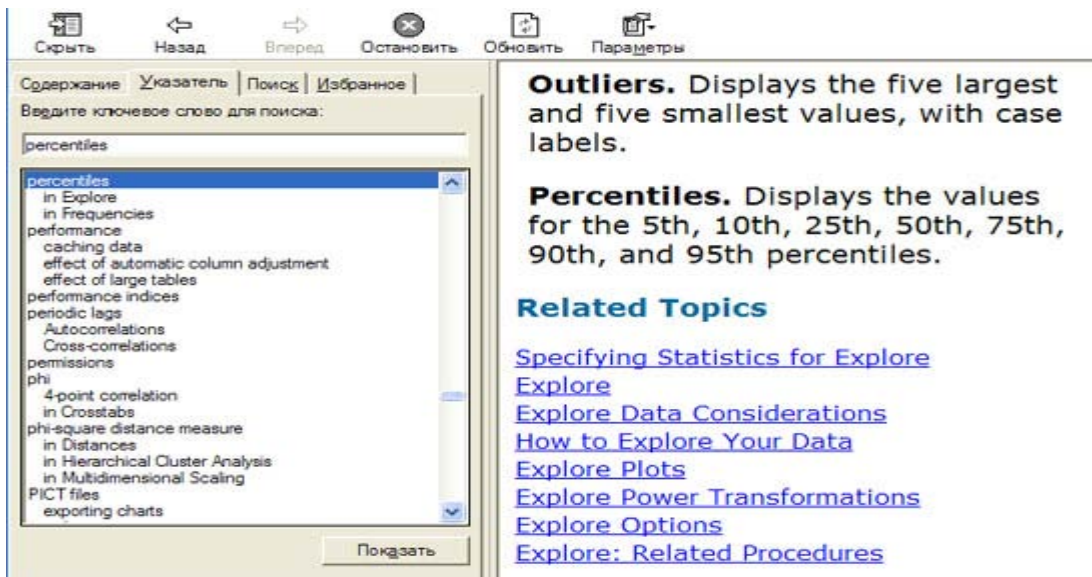 Скрыть Назад Вперед Остановить Обновить Параметры
Содержание Указатель Поиск Избранное
Введите ключевое слово для поиска:
percentiles
percentiles
in Explore
in Frequencies
performance
caching data
effect of automatic column adjustment
effect of large tables
performance indices
periodic lags
Autocorrelations
Cross-correlations
permissions
phi
4-point correlation
in Crosstabs
phi-square distance measure
in Distances
in Hierarchical Cluster Analysis
in Multidimensional Scaling
PICT files
exporting charts
Показать
Outliers. Displays the five largest
and five smallest values, with case
labels.
Percentiles. Displays the values
for the 5th, 10th, 25th, 50th, 75th,
90th, and 95th percentiles.
Related Topics
Specifying Statistics for Explore
Explore
Explore Data Considerations
How to Explore Your Data
Explore Plots
Explore Power Transformations
Explore Options
Explore: Related Procedures